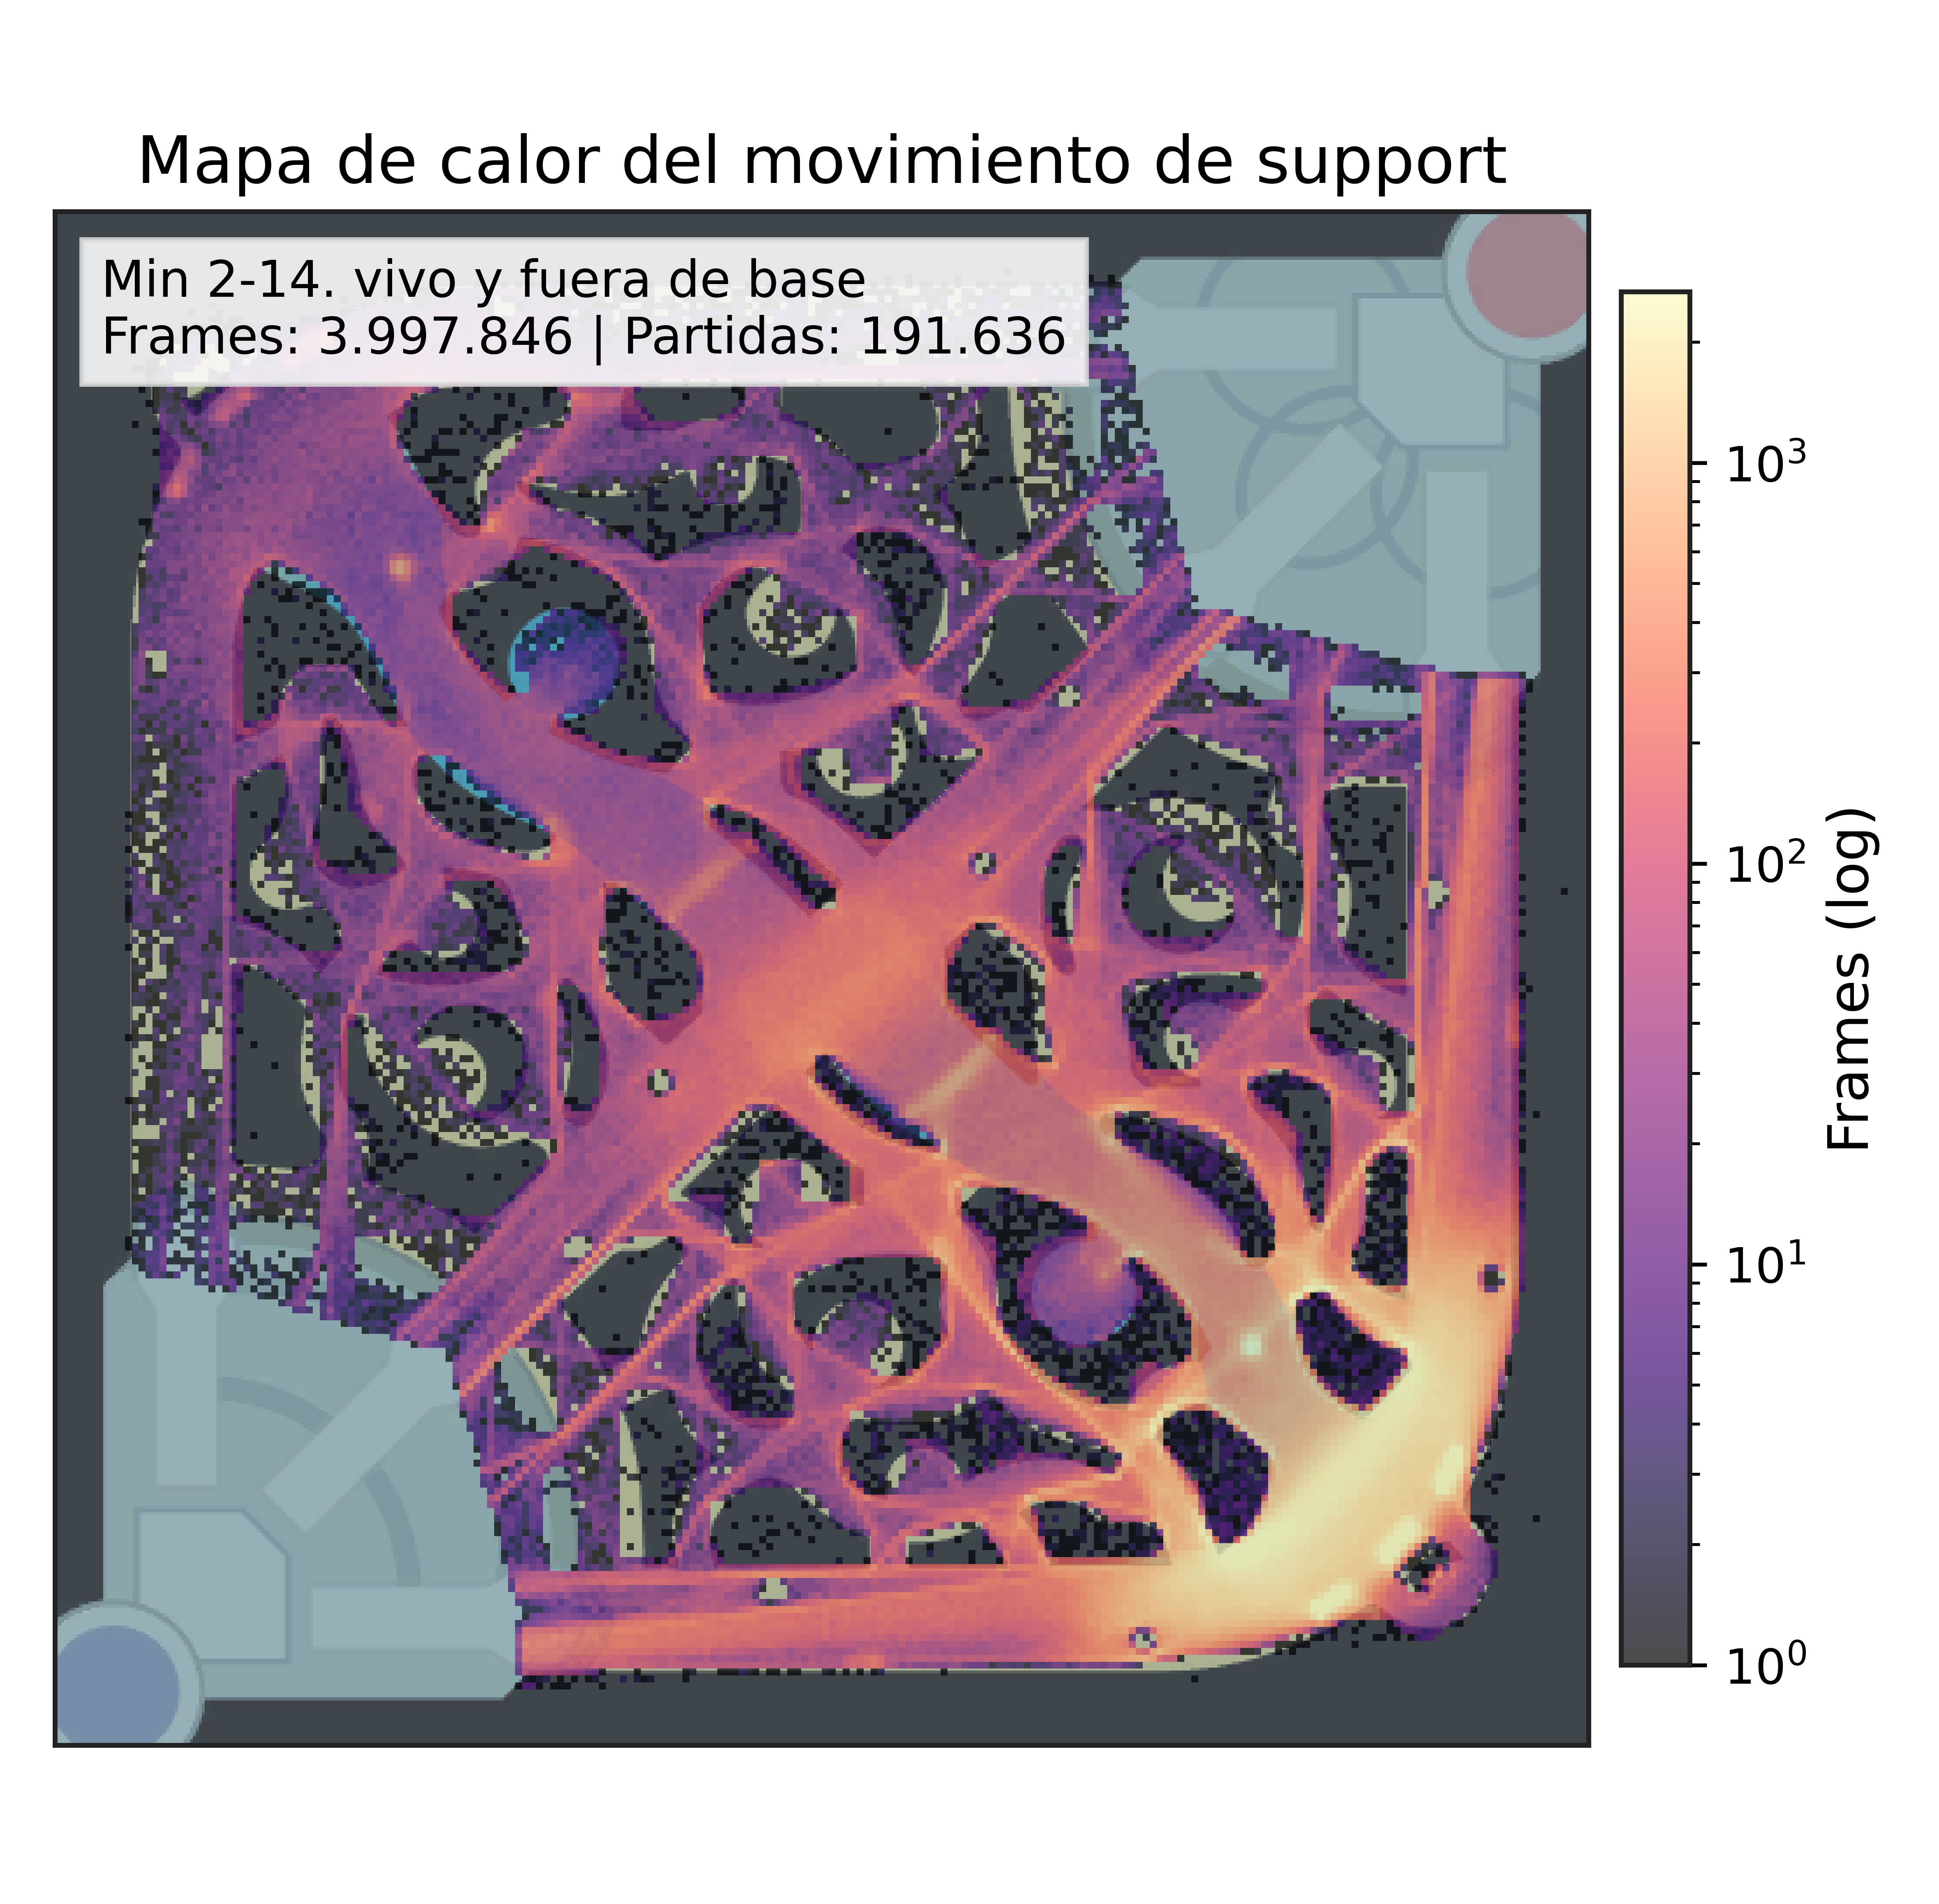 Mapa de calor del movimiento de support
Min 2-14. vivo y fuera de base
Frames: 3.997.846 | Partidas: 191.636
10³
10²
10¹
10⁰
Frames (log)